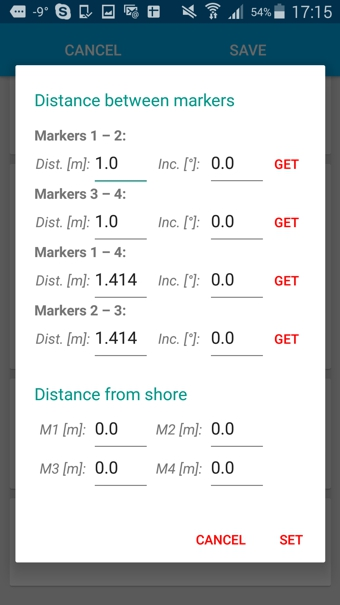 -9° 54% 17:15
CANCEL SAVE
Distance between markers
Markers 1 – 2:
Dist. [m]: 1.0 Inc. [°]: 0.0 GET
Markers 3 – 4:
Dist. [m]: 1.0 Inc. [°]: 0.0 GET
Markers 1 – 4:
Dist. [m]: 1.414 Inc. [°]: 0.0 GET
Markers 2 – 3:
Dist. [m]: 1.414 Inc. [°]: 0.0 GET
Distance from shore
M1 [m]: 0.0 M2 [m]: 0.0
M3 [m]: 0.0 M4 [m]: 0.0
CANCEL SET